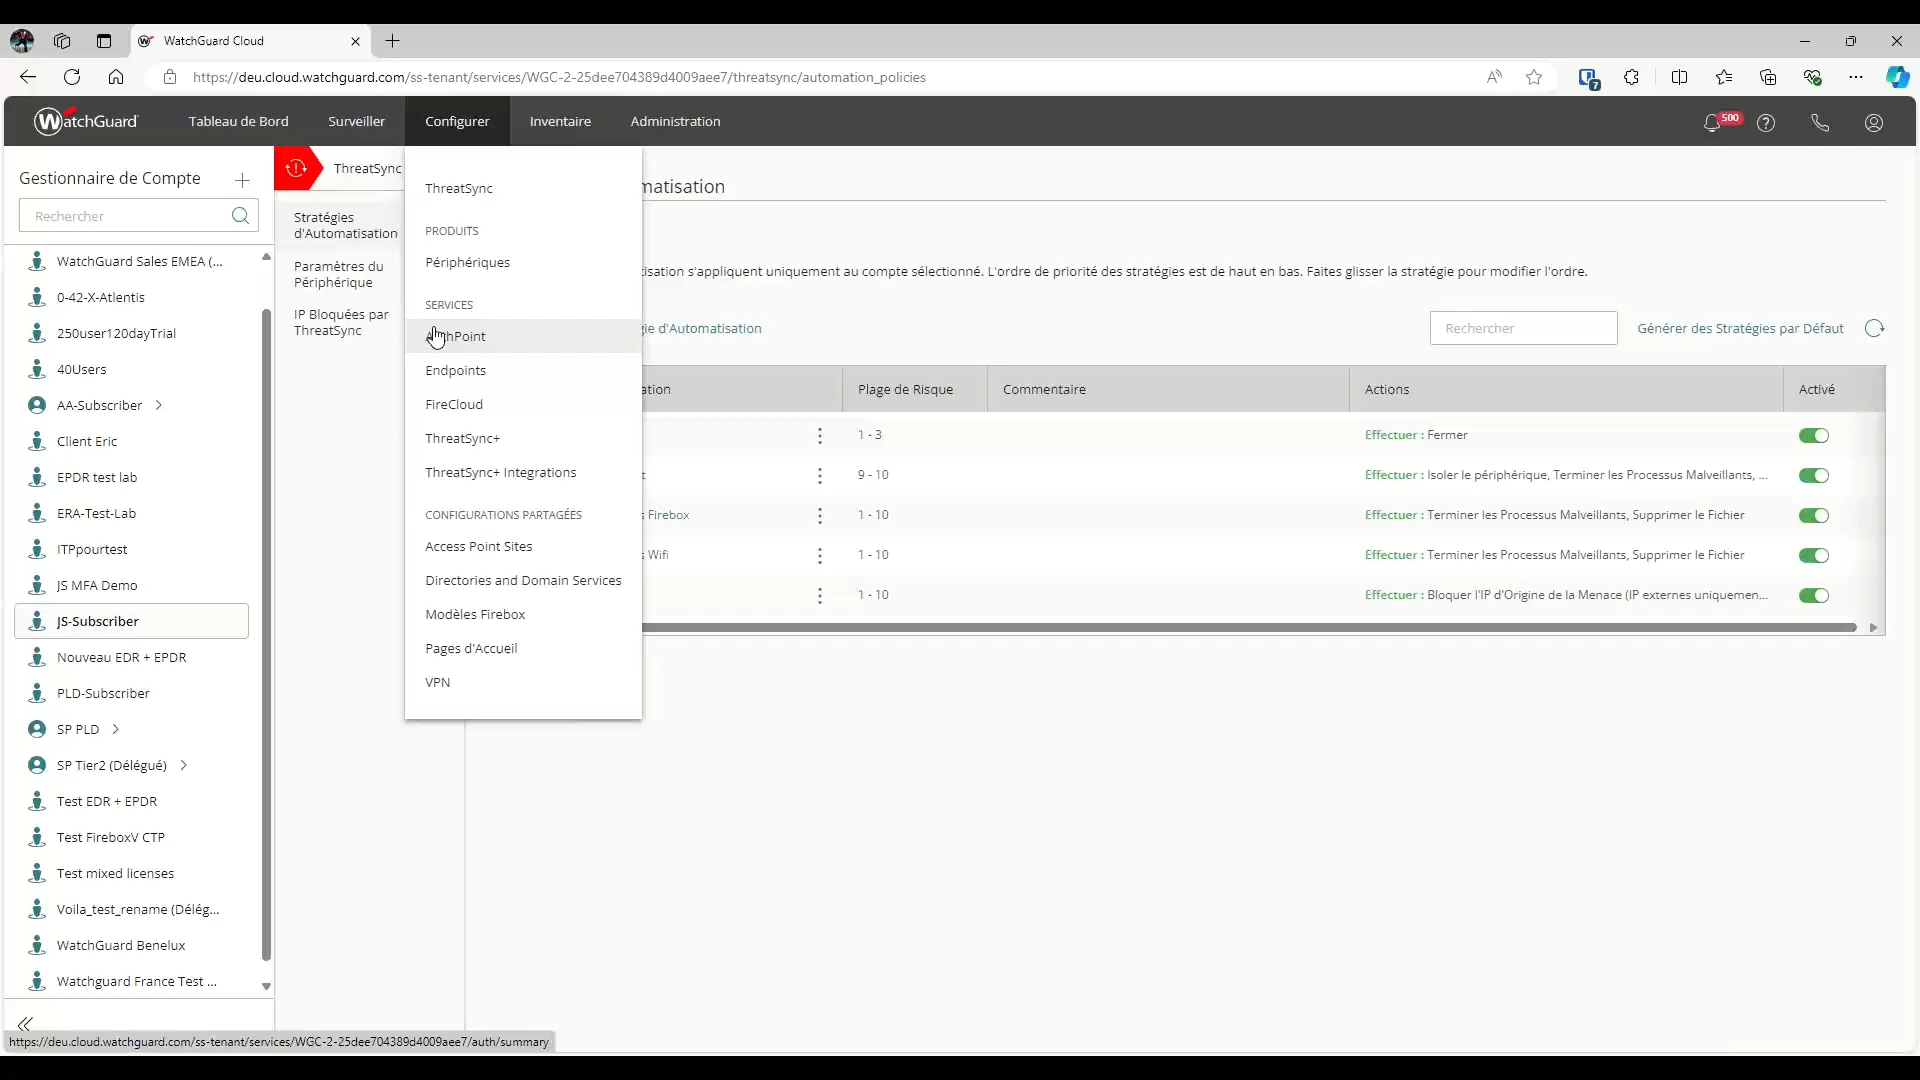 WatchGuard Cloud
https://deu.cloud.watchguard.com/ss-tenant/services/WGC-2-25dee704389d4009aee7/threatsync/automation_policies
7
WatchGuard
Tableau de Bord
Surveiller
Configurer
Inventaire
Administration
500
Gestionnaire de Compte
Rechercher
WatchGuard Sales EMEA (...
0-42-X-Atlentis
250user120dayTrial
40Users
AA-Subscriber
Client Eric
EPDR test lab
ERA-Test-Lab
ITPpourtest
JS MFA Demo
JS-Subscriber
Nouveau EDR + EPDR
PLD-Subscriber
SP PLD
SP Tier2 (Délégué)
Test EDR + EPDR
Test FireboxV CTP
Test mixed licenses
Voila_test_rename (Délég...
WatchGuard Benelux
Watchguard France Test ...
ThreatSync
Stratégies
d'Automatisation
Paramètres du
Périphérique
IP Bloquées par
ThreatSync
ThreatSync
PRODUITS
Périphériques
SERVICES
AuthPoint
Endpoints
FireCloud
ThreatSync+
ThreatSync+ Integrations
CONFIGURATIONS PARTAGÉES
Access Point Sites
Directories and Domain Services
Modèles Firebox
Pages d'Accueil
VPN
matisation
isation s'appliquent uniquement au compte sélectionné. L'ordre de priorité des stratégies est de haut en bas. Faites glisser la stratégie pour modifier l'ordre.
gie d'Automatisation
Rechercher
Générer des Stratégies par Défaut
ation
Plage de Risque
Commentaire
Actions
Activé
1 - 3
Effectuer : Fermer
t
9 - 10
Effectuer : Isoler le périphérique, Terminer les Processus Malveillants, ...
s Firebox
1 - 10
Effectuer : Terminer les Processus Malveillants, Supprimer le Fichier
s Wifi
1 - 10
Effectuer : Terminer les Processus Malveillants, Supprimer le Fichier
1 - 10
Effectuer : Bloquer l'IP d'Origine de la Menace (IP externes uniquemen...
https://deu.cloud.watchguard.com/ss-tenant/services/WGC-2-25dee704389d4009aee7/auth/summary